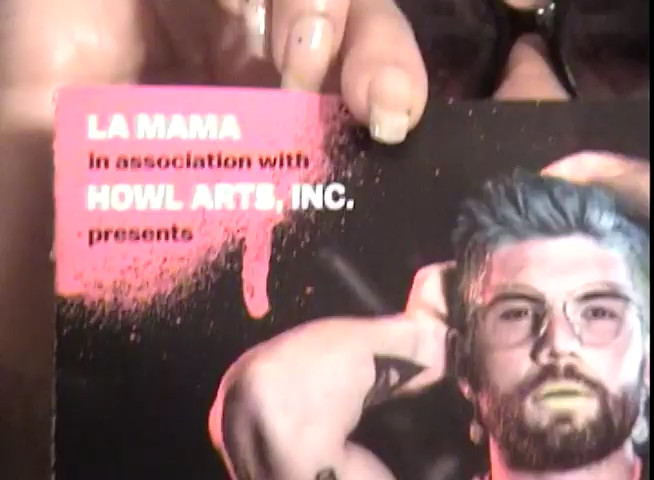 LA MAMA
in association with
HOWL ARTS, INC.
presents